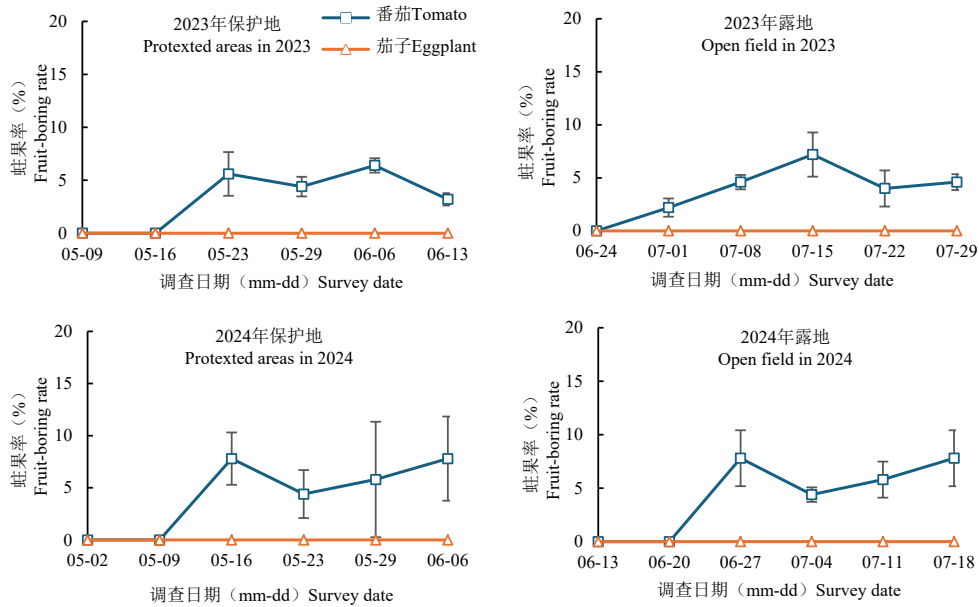 2023年保护地
Protexted areas in 2023
番茄Tomato
茄子Eggplant
蛀果率（%）
Fruit-boring rate
20
15
10
5
0
05-09 05-16 05-23 05-29 06-06 06-13
调查日期（mm-dd）Survey date
2023年露地
Open field in 2023
蛀果率（%）
Fruit-boring rate
20
15
10
5
0
06-24 07-01 07-08 07-15 07-22 07-29
调查日期（mm-dd）Survey date
2024年保护地
Protexted areas in 2024
蛀果率（%）
Fruit-boring rate
20
15
10
5
0
05-02 05-09 05-16 05-23 05-29 06-06
调查日期（mm-dd）Survey date
2024年露地
Open field in 2024
蛀果率（%）
Fruit-boring rate
20
15
10
5
0
06-13 06-20 06-27 07-04 07-11 07-18
调查日期（mm-dd）Survey date